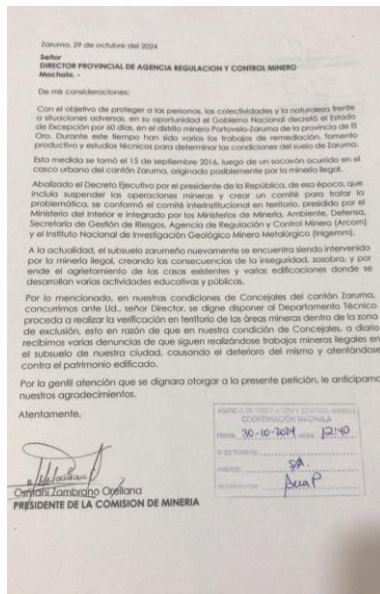 Zaruma, 29 de octubre del 2024
Señor
DIRECTOR PROVINCIAL DE AGENCIA REGULACION Y CONTROL MINERO
Machala. -
De mis consideraciones:
Con el objetivo de proteger a las personas, las colectividades y la naturaleza frente
a situaciones adversas, en su oportunidad el Gobierno Nacional decretó el Estado
de Excepción por 60 días, en el distrito minero Portovelo-Zaruma de la provincia de El
Oro. Durante este tiempo han sido varios los trabajos de remediación, fomento
productivo y estudios técnicos para determinar las condiciones del suelo de Zaruma.
Esta medida se tomó el 15 de septiembre 2016, luego de un socavón ocurrido en el
casco urbano del cantón Zaruma, originado posiblemente por la minería ilegal.
Abalizado el Decreto Ejecutivo por el presidente de la República, de esa época, que
incluía suspender las operaciones mineras y crear un comité para tratar la
problemática, se conformó el comité interinstitucional en territorio, presidido por el
Ministerio del Interior e integrado por los Ministerios de Minería, Ambiente, Defensa,
Secretaría de Gestión de Riesgos, Agencia de Regulación y Control Minero (Arcom)
y el Instituto Nacional de Investigación Geológico Minero Metalúrgico (Inigemm).
A la actualidad, el subsuelo zarumeño nuevamente se encuentra siendo intervenido
por la minería ilegal, creando las consecuencias de la inseguridad, zozobra, y por
ende el agrietamiento de las casas existentes y varias edificaciones donde se
desarrollan varias actividades educativas y públicas.
Por lo mencionado, en nuestras condiciones de Concejales del cantón Zaruma,
concurrimos ante Ud., señor Director, se digne disponer al Departamento Técnico
proceda a realizar la verificación en territorio de las áreas mineras dentro de la zona
de exclusión, esto en razón de que en nuestra condición de Concejales, a diario
recibimos varias denuncias de que siguen realizándose trabajos mineros ilegales en
el subsuelo de nuestra ciudad, causando el deterioro del mismo y atentándose
contra el patrimonio edificado.
Por la gentil atención que se dignara otorgar a la presente petición, le anticipamo
nuestros agradecimientos.
Atentamente,
COORDINACIÓN MACHALA
FECHA: 30-10-2024 HORA: 12:40
Nº DE TRÁMITE:
ANEXOS: S/A
Osmani Zambrano Orellana
PRESIDENTE DE LA COMISION DE MINERIA